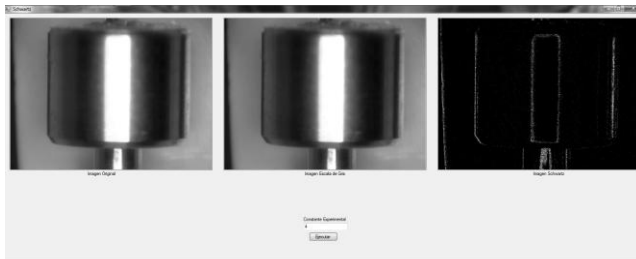 Schwartz
Imagen Original
Imagen Escala de Gris
Imagen Schwartz
Constante Experimental
4
Ejecutar